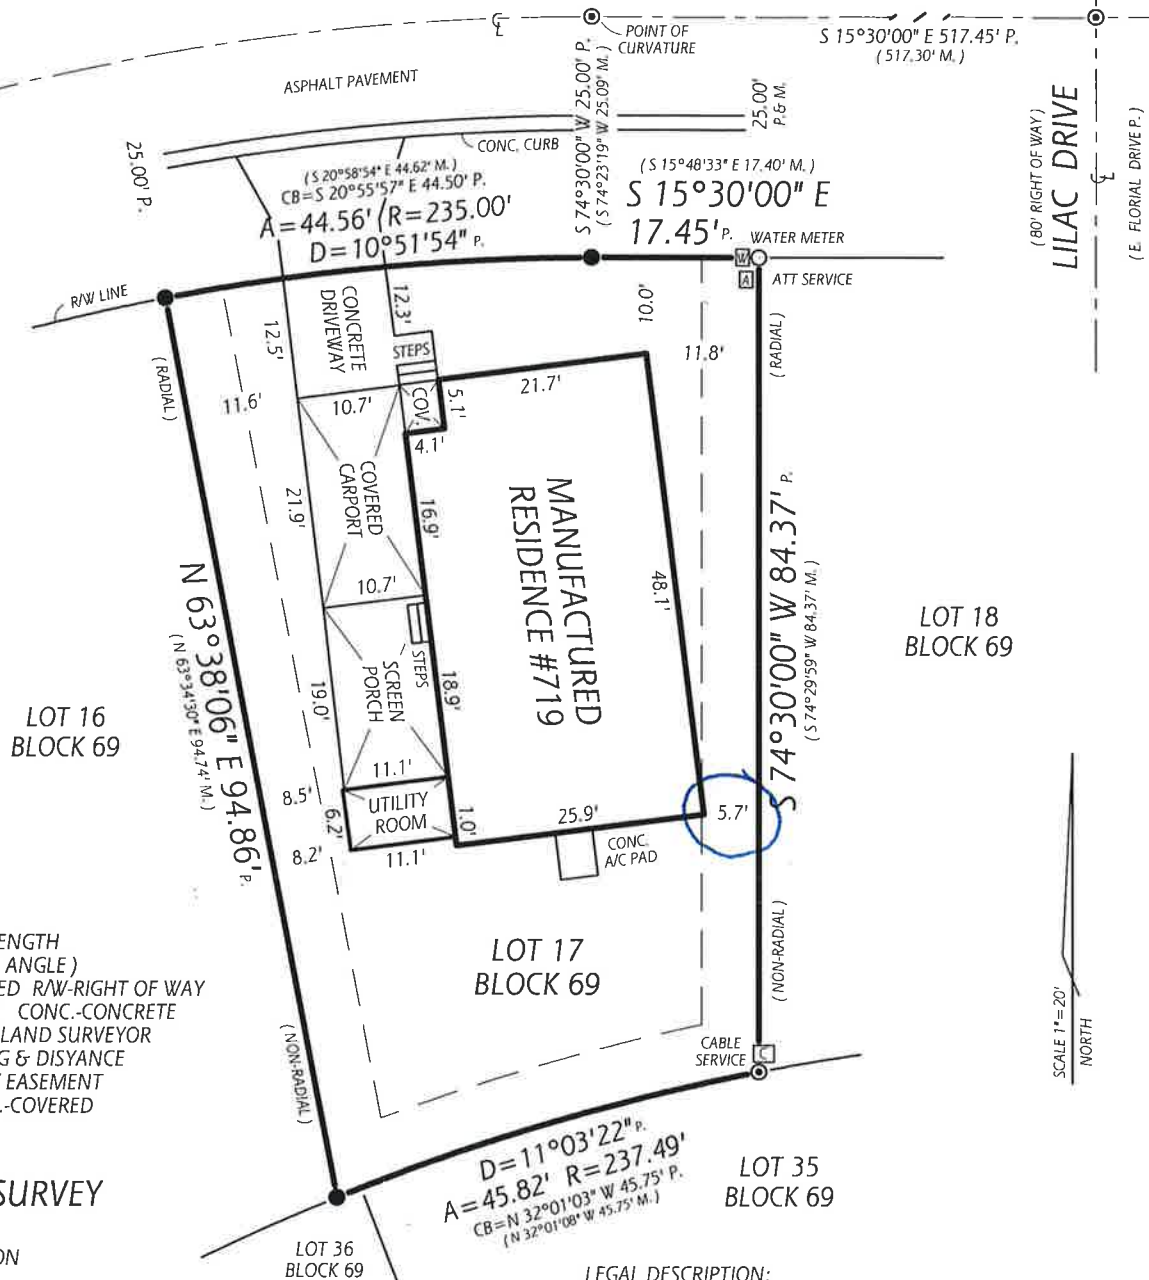 ℄
POINT OF
CURVATURE
S 15°30'00" E 517.45' P.
( 517.30' M. )
ASPHALT PAVEMENT
CONC. CURB
25.00' P.
S 74°30'00" W 25.00' P.
( S 74°23'19" W 25.09' M. )
25.00'
P.& M.
( 80' RIGHT OF WAY )
LILAC DRIVE
℄
( E. FLORIAL DRIVE P. )
( S 20°58'54" E 44.62' M. )
CB=S 20°55'57" E 44.50' P.
A=44.56' R=235.00'
D=10°51'54" P.
( S 15°48'33" E 17.40' M. )
S 15°30'00" E
17.45' P.
WATER METER
W
A
ATT SERVICE
R/W LINE
( RADIAL )
12.5'
CONCRETE
DRIVEWAY
12.3'
STEPS
10.0'
11.8'
( RADIAL )
11.6'
10.7'
COV.
5.1'
21.7'
4.1'
21.9'
COVERED
CARPORT
16.9'
MANUFACTURED
RESIDENCE #719
48.1'
10.7'
STEPS
SCREEN
PORCH
18.9'
19.0'
11.1'
8.5'
UTILITY
ROOM
6.2'
1.0'
8.2'
11.1'
25.9'
CONC.
A/C PAD
5.7'
N 63°38'06" E 94.86' P.
( N 63°34'30" E 94.74' M. )
S 74°30'00" W 84.37' P.
( S 74°29'59" W 84.37' M. )
LOT 16
BLOCK 69
LOT 18
BLOCK 69
LOT 17
BLOCK 69
( NON-RADIAL )
( NON-RADIAL )
CABLE
SERVICE
C
SCALE 1"= 20'
NORTH
ENGTH
ANGLE )
ED R/W-RIGHT OF WAY
CONC.-CONCRETE
LAND SURVEYOR
G & DISYANCE
EASEMENT
.-COVERED
SURVEY
ON
D=11°03'22" P.
A=45.82' R=237.49'
CB=N 32°01'03" W 45.75' P.
( N 32°01'08" W 45.75' M. )
LOT 35
BLOCK 69
LOT 36
BLOCK 69
LEGAL DESCRIPTION: